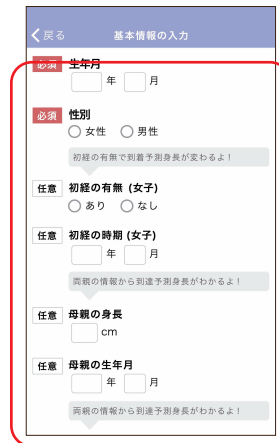 戻る 基本情報の入力
必須 生年月
年 月
必須 性別
女性 男性
初経の有無で到着予測身長が変わるよ！
任意 初経の有無 (女子)
あり なし
任意 初経の時期 (女子)
年 月
両親の情報から到達予測身長がわかるよ！
任意 母親の身長
cm
任意 母親の生年月
年 月
両親の情報から到達予測身長がわかるよ！